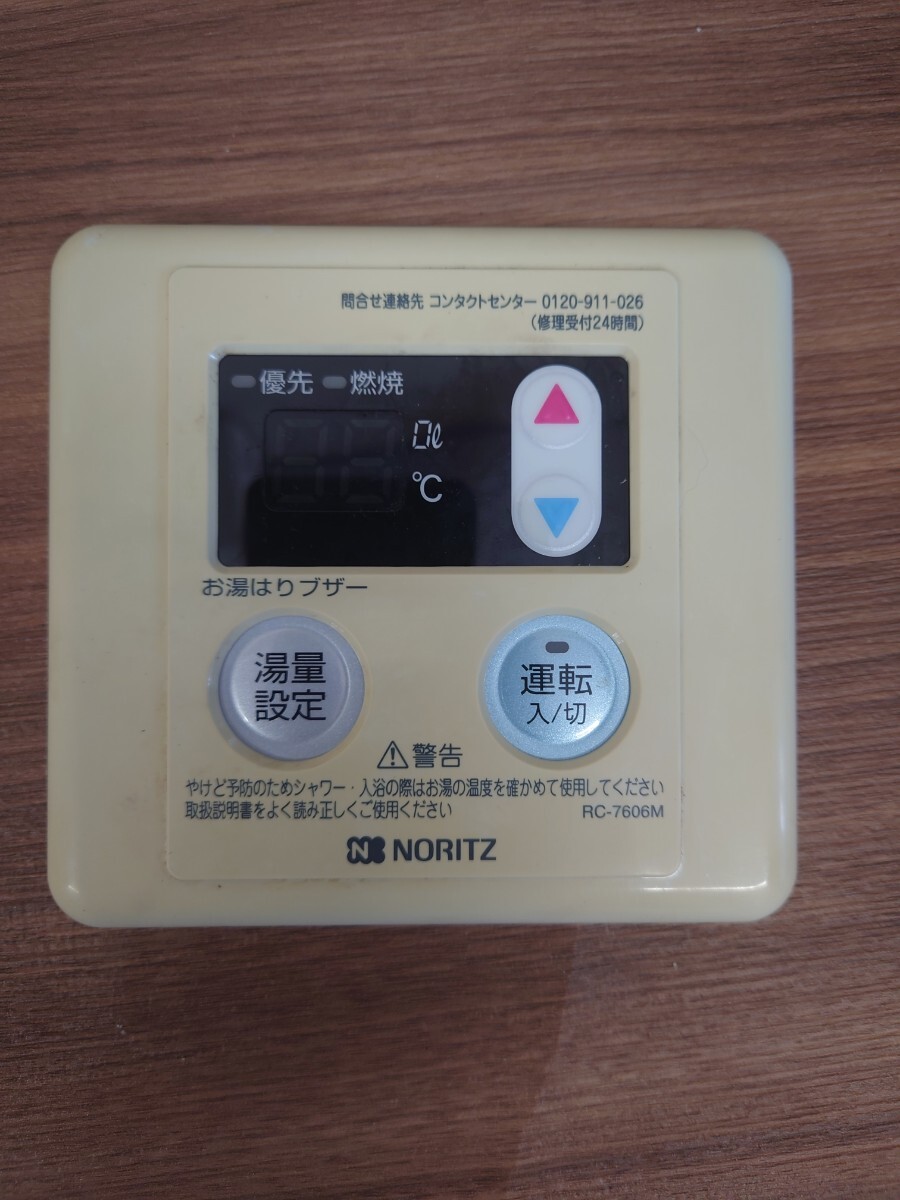 問合せ連絡先 コンタクトセンター 0120-911-026
(修理受付24時間)
優先 燃焼
0ℓ
℃
お湯はりブザー
湯量
設定
運転
入/切
警告
やけど予防のためシャワー・入浴の際はお湯の温度を確かめて使用してください
取扱説明書をよく読み正しくご使用ください
RC-7606M
NORITZ